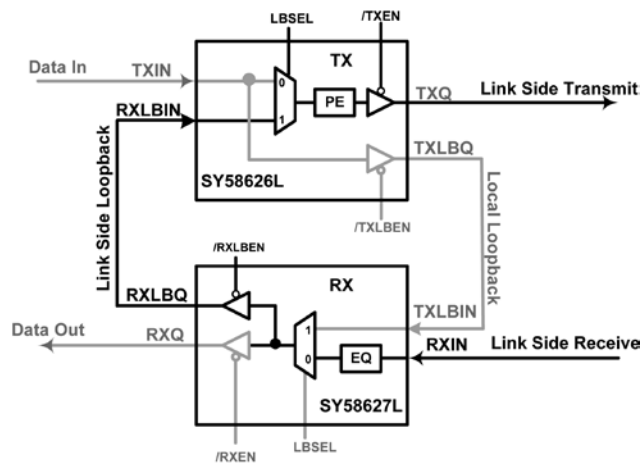 LBSEL
/TXEN
TX
Data In
TXIN
0
RXLBIN
1
PE
TXQ
Link Side Transmit
TXLBQ
SY58626L
/TXLBEN
Link Side Loopback
Local Loopback
/RXLBEN
RX
RXLBQ
TXLBIN
1
Data Out
RXQ
0
EQ
RXIN
Link Side Receive
SY58627L
/RXEN
LBSEL